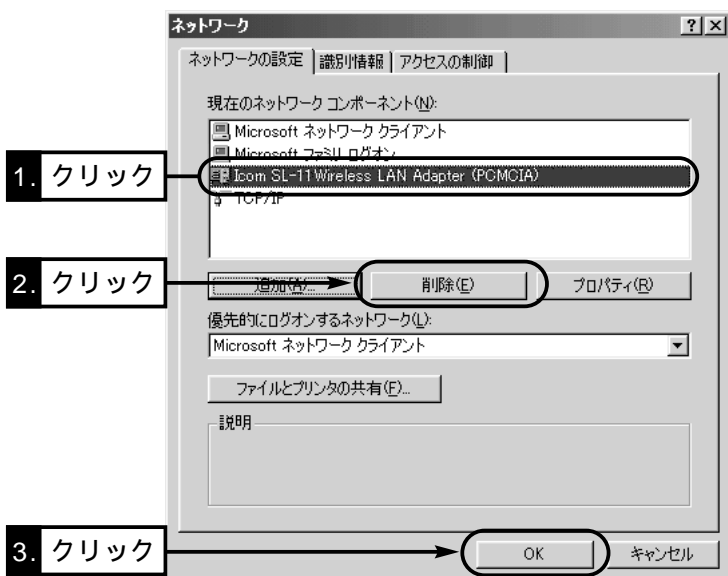 ネットワーク
ネットワークの設定 識別情報 アクセスの制御
現在のネットワーク コンポーネント(N):
Microsoft ネットワーク クライアント
Microsoft ファミリ ログオン
1. クリック
Icom SL-11Wireless LAN Adapter (PCMCIA)
TCP/IP
2. クリック
追加(A)... 削除(E) プロパティ(R)
優先的にログオンするネットワーク(L):
Microsoft ネットワーク クライアント
ファイルとプリンタの共有(F)...
説明
3. クリック
OK キャンセル